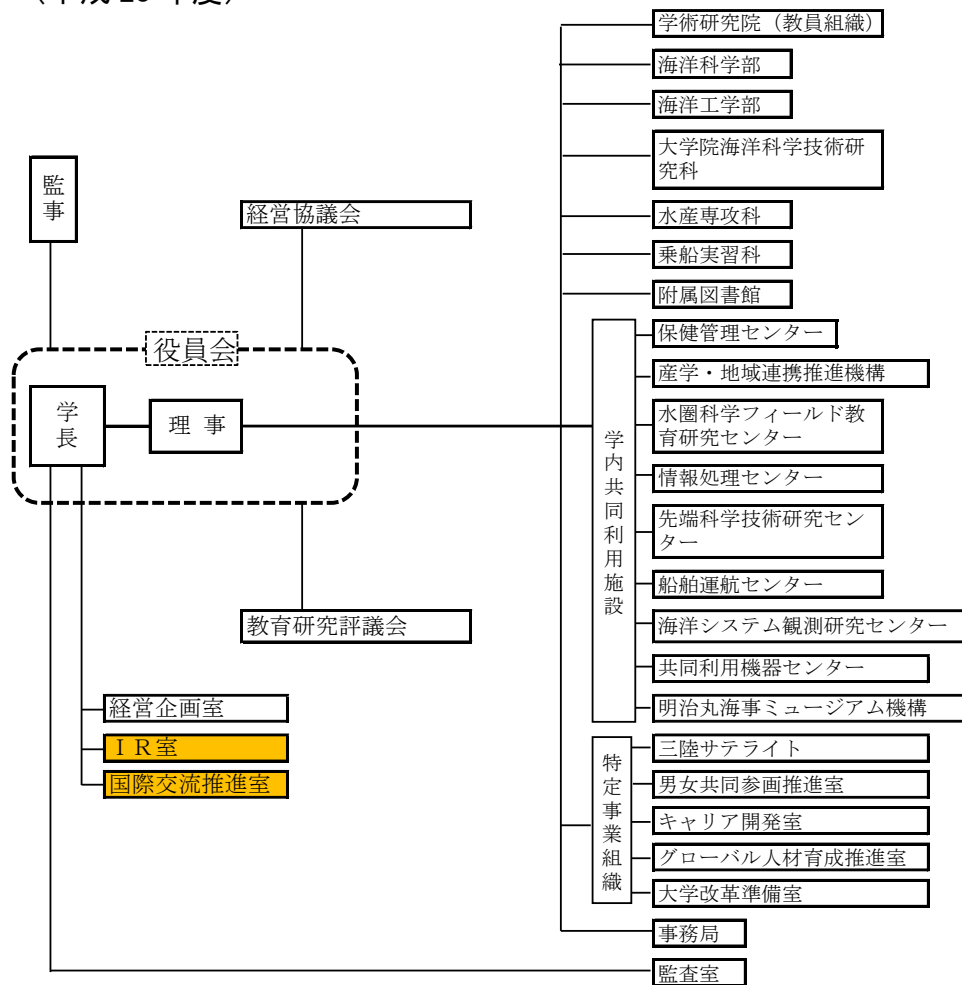 学術研究院（教員組織）
海洋科学部
海洋工学部
大学院海洋科学技術研
究科
監事
経営協議会
水産専攻科
乗船実習科
附属図書館
役員会
学長
理 事
学内共同利用施設
保健管理センター
産学・地域連携推進機構
水圏科学フィールド教
育研究センター
情報処理センター
先端科学技術研究セン
ター
船舶運航センター
海洋システム観測研究センター
共同利用機器センター
明治丸海事ミュージアム機構
教育研究評議会
経営企画室
ＩＲ室
国際交流推進室
特定事業組織
三陸サテライト
男女共同参画推進室
キャリア開発室
グローバル人材育成推進室
大学改革準備室
事務局
監査室